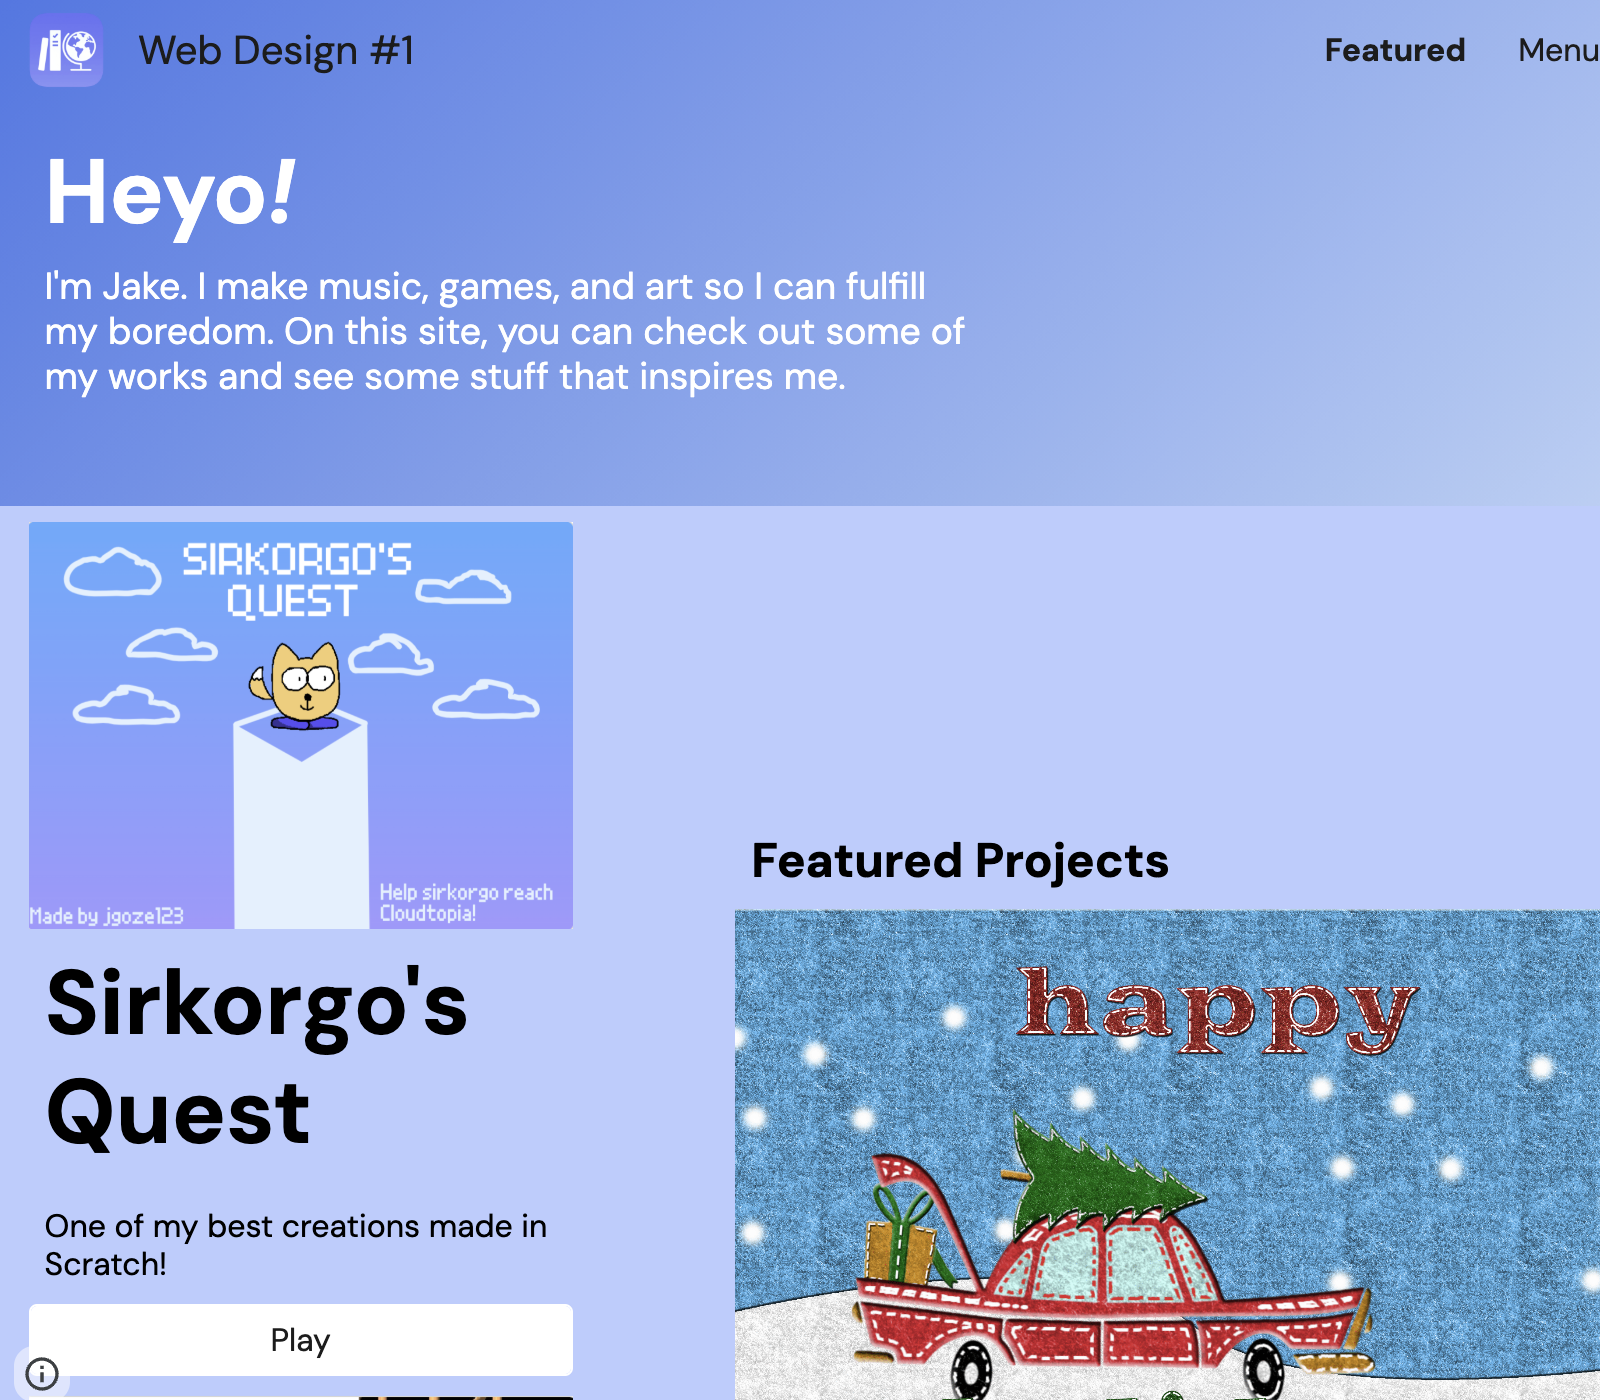 Web Design #1
Featured
Menu
Heyo!
I'm Jake. I make music, games, and art so I can fulfill
my boredom. On this site, you can check out some of
my works and see some stuff that inspires me.
SIRKORGO'S
QUEST
Help sirkorgo reach
Cloudtopia!
Made by jgoze123
Sirkorgo's
Quest
One of my best creations made in
Scratch!
Play
Featured Projects
happy